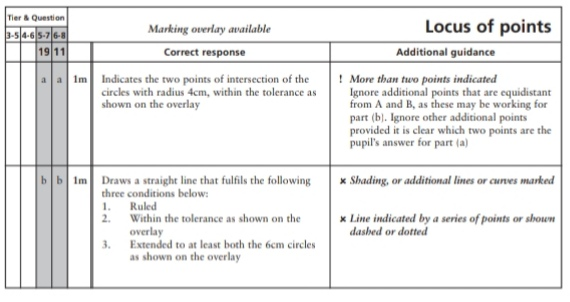 Tier & Question
Marking overlay available
Locus of points
3-5 4-6 5-7 6-8
19 11
Correct response
Additional guidance
a a 1m
Indicates the two points of intersection of the
circles with radius 4cm, within the tolerance as
shown on the overlay
! More than two points indicated
Ignore additional points that are equidistant
from A and B, as these may be working for
part (b). Ignore other additional points
provided it is clear which two points are the
pupil's answer for part (a)
b b 1m
Draws a straight line that fulfils the following
three conditions below:
1. Ruled
2. Within the tolerance as shown on the
overlay
3. Extended to at least both the 6cm circles
as shown on the overlay
× Shading, or additional lines or curves marked
× Line indicated by a series of points or shown
dashed or dotted